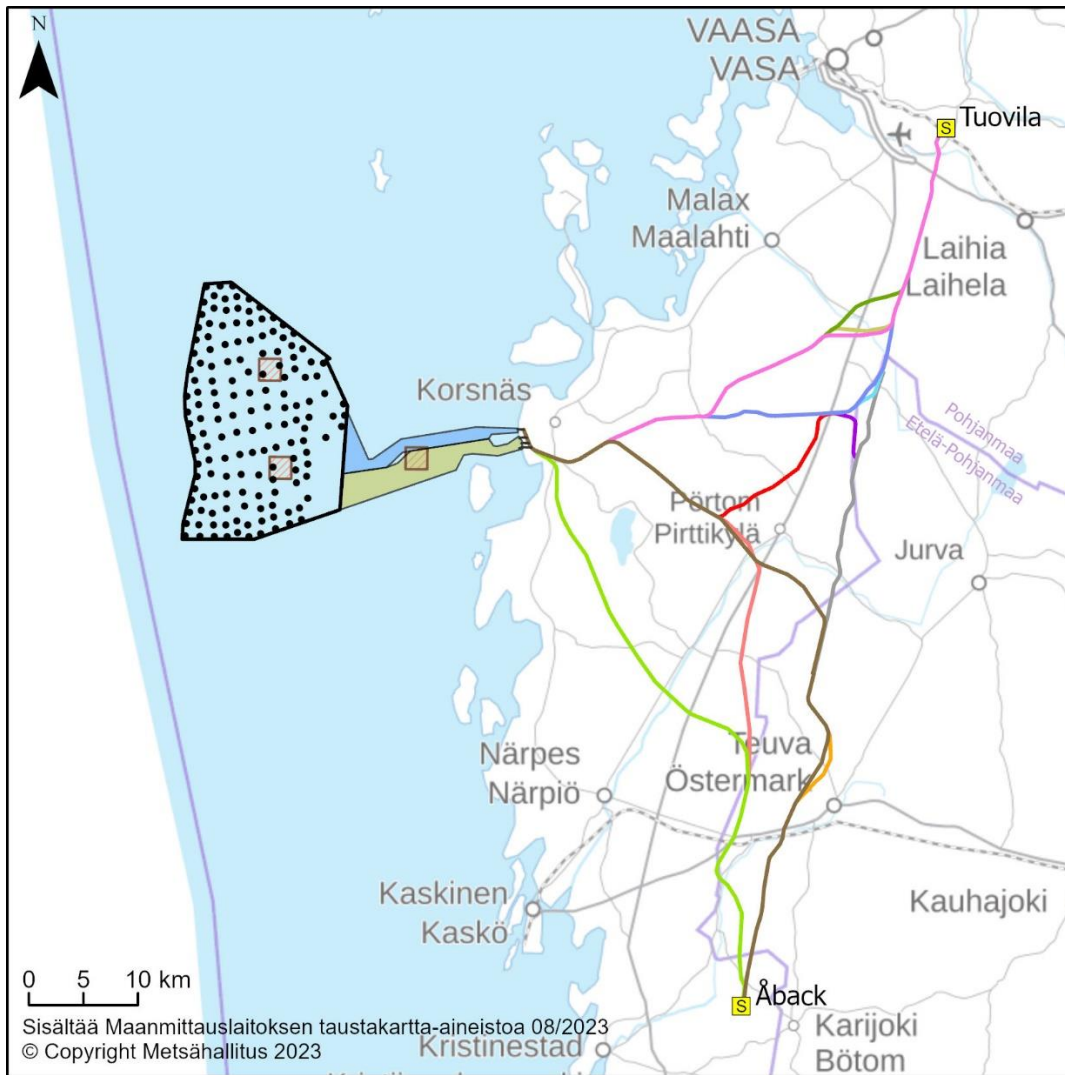 N
VAASA
VASA
S
Tuovila
Malax
Maalahti
Laihia
Laihela
Korsnäs
Pohjanmaa
Etelä-Pohjanmaa
Pörtom
Pirttikylä
Jurva
Närpes
Närpiö
Teuva
Östermark
Kaskinen
Kaskö
Kauhajoki
0 5 10 km
S
Åback
Sisältää Maanmittauslaitoksen taustakartta-aineistoa 08/2023
© Copyright Metsähallitus 2023
Kristinestad
Karijoki
Bötom